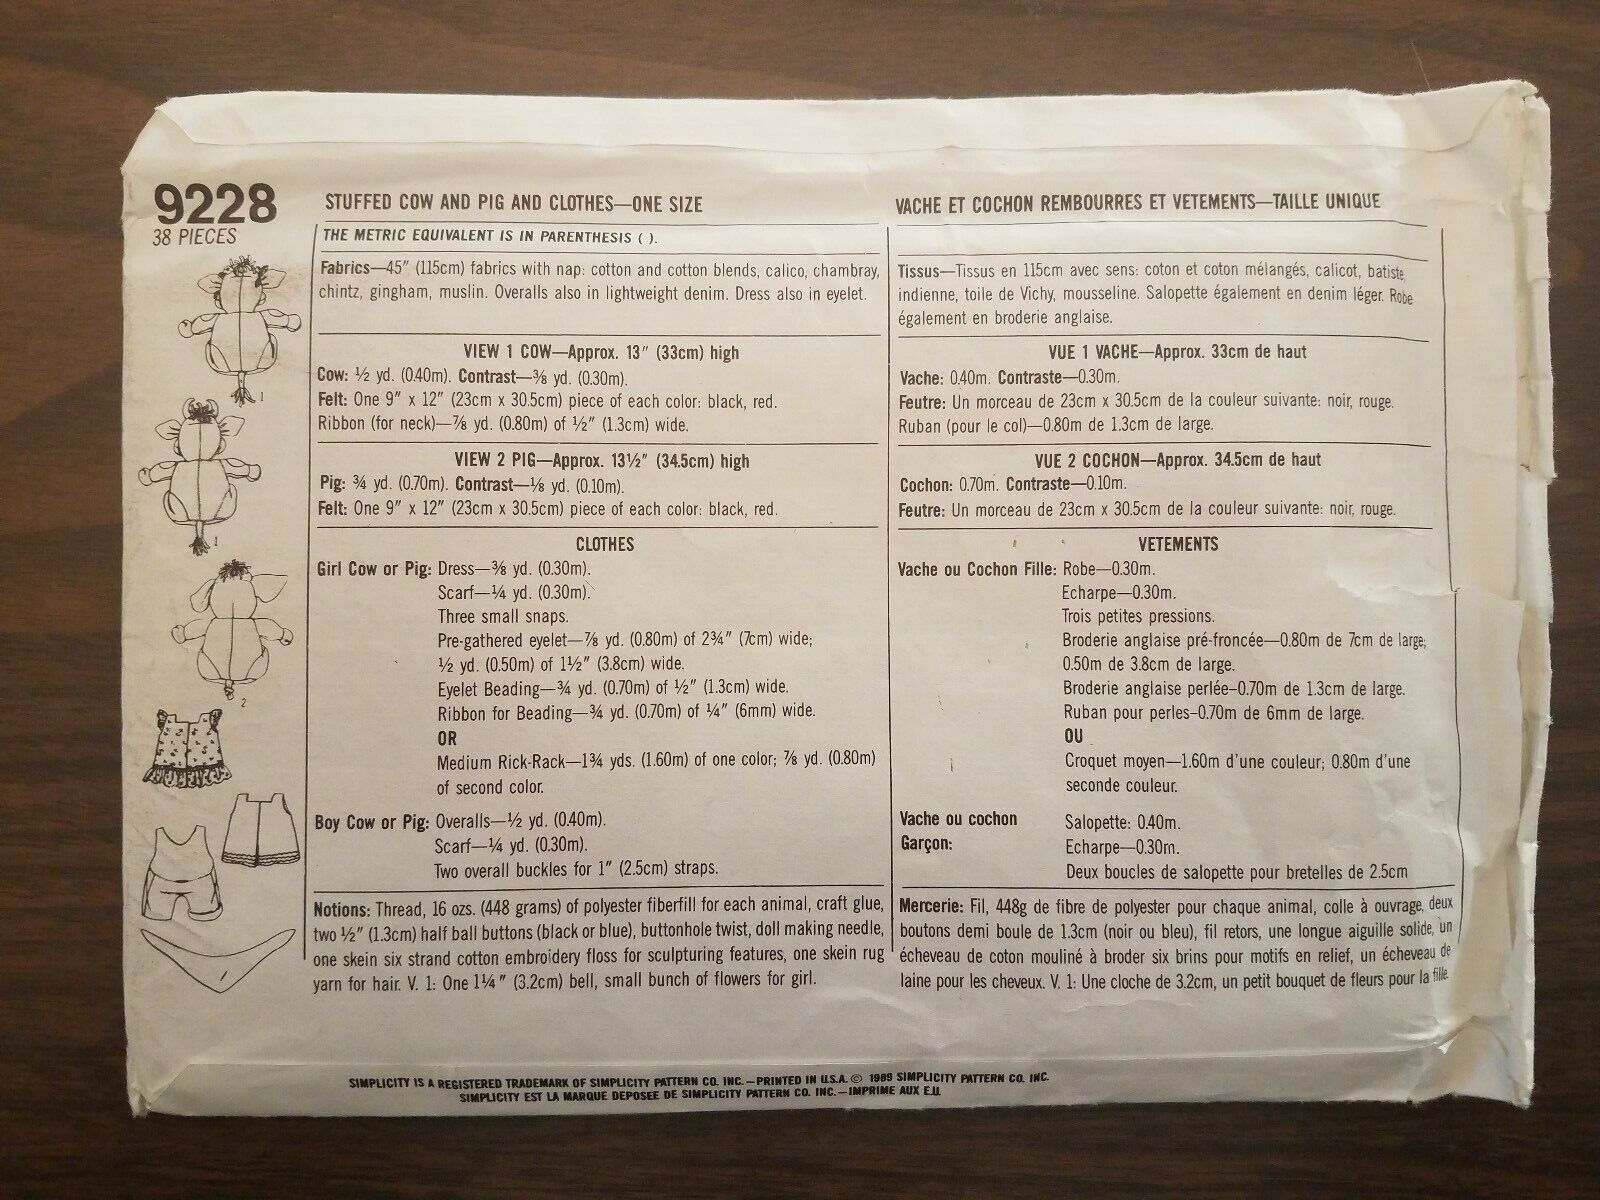 9228
38 PIECES
STUFFED COW AND PIG AND CLOTHES—ONE SIZE
THE METRIC EQUIVALENT IS IN PARENTHESIS ( ).
Fabrics—45" (115cm) fabrics with nap: cotton and cotton blends, calico, chambray,
chintz, gingham, muslin. Overalls also in lightweight denim. Dress also in eyelet.
VIEW 1 COW—Approx. 13" (33cm) high
Cow: ½ yd. (0.40m). Contrast—⅜ yd. (0.30m).
Felt: One 9" x 12" (23cm x 30.5cm) piece of each color: black, red.
Ribbon (for neck)—⅞ yd. (0.80m) of ½" (1.3cm) wide.
VIEW 2 PIG—Approx. 13½" (34.5cm) high
Pig: ¾ yd. (0.70m). Contrast—⅛ yd. (0.10m).
Felt: One 9" x 12" (23cm x 30.5cm) piece of each color: black, red.
CLOTHES
Girl Cow or Pig: Dress—⅜ yd. (0.30m).
Scarf—¼ yd. (0.30m).
Three small snaps.
Pre-gathered eyelet—⅞ yd. (0.80m) of 2¾" (7cm) wide;
½ yd. (0.50m) of 1½" (3.8cm) wide.
Eyelet Beading—¾ yd. (0.70m) of ½" (1.3cm) wide.
Ribbon for Beading—¾ yd. (0.70m) of ¼" (6mm) wide.
OR
Medium Rick-Rack—1¾ yds. (1.60m) of one color; ⅞ yd. (0.80m)
of second color.
Boy Cow or Pig: Overalls—½ yd. (0.40m).
Scarf—¼ yd. (0.30m).
Two overall buckles for 1" (2.5cm) straps.
Notions: Thread, 16 ozs. (448 grams) of polyester fiberfill for each animal, craft glue,
two ½" (1.3cm) half ball buttons (black or blue), buttonhole twist, doll making needle,
one skein six strand cotton embroidery floss for sculpturing features, one skein rug
yarn for hair. V. 1: One 1¼" (3.2cm) bell, small bunch of flowers for girl.
VACHE ET COCHON REMBOURRES ET VETEMENTS—TAILLE UNIQUE
Tissus—Tissus en 115cm avec sens: coton et coton mélangés, calicot, batiste,
indienne, toile de Vichy, mousseline. Salopette également en denim léger. Robe
également en broderie anglaise.
VUE 1 VACHE—Approx. 33cm de haut
Vache: 0.40m. Contraste—0.30m.
Feutre: Un morceau de 23cm x 30.5cm de la couleur suivante: noir, rouge.
Ruban (pour le col)—0.80m de 1.3cm de large.
VUE 2 COCHON—Approx. 34.5cm de haut
Cochon: 0.70m. Contraste—0.10m.
Feutre: Un morceau de 23cm x 30.5cm de la couleur suivante: noir, rouge.
VETEMENTS
Vache ou Cochon Fille: Robe—0.30m.
Echarpe—0.30m.
Trois petites pressions.
Broderie anglaise pré-froncée—0.80m de 7cm de large;
0.50m de 3.8cm de large.
Broderie anglaise perlée–0.70m de 1.3cm de large.
Ruban pour perles–0.70m de 6mm de large.
OU
Croquet moyen—1.60m d'une couleur; 0.80m d'une
seconde couleur.
Vache ou cochon Salopette: 0.40m.
Garçon: Echarpe—0.30m.
Deux boucles de salopette pour bretelles de 2.5cm
Mercerie: Fil, 448g de fibre de polyester pour chaque animal, colle à ouvrage, deux
boutons demi boule de 1.3cm (noir ou bleu), fil retors, une longue aiguille solide, un
écheveau de coton mouliné à broder six brins pour motifs en relief, un écheveau de
laine pour les cheveux. V. 1: Une cloche de 3.2cm, un petit bouquet de fleurs pour la fille.
1
1
2
SIMPLICITY IS A REGISTERED TRADEMARK OF SIMPLICITY PATTERN CO. INC.—PRINTED IN U.S.A. © 1989 SIMPLICITY PATTERN CO. INC.
SIMPLICITY EST LA MARQUE DEPOSEE DE SIMPLICITY PATTERN CO. INC.—IMPRIME AUX E.U.